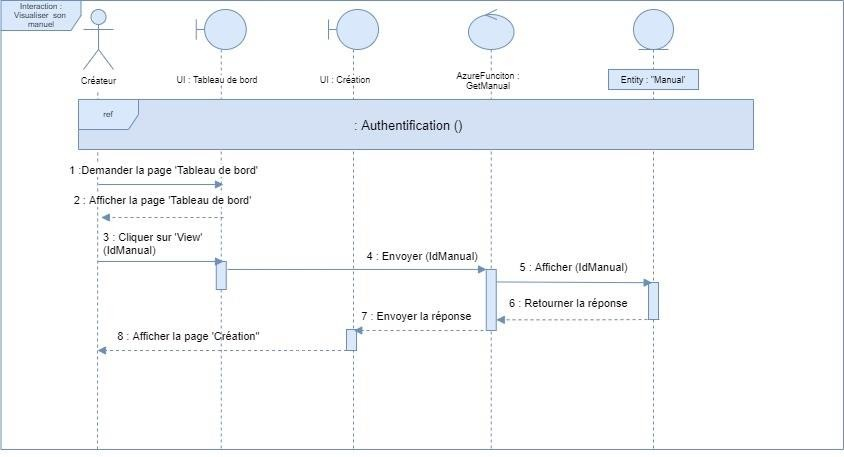 Interaction :
Visualiser son
manuel
Créateur
UI : Tableau de bord
UI : Création
AzureFunciton :
GetManual
Entity : "Manual'
ref
: Authentification ()
1 :Demander la page 'Tableau de bord'
2 : Afficher la page 'Tableau de bord'
3 : Cliquer sur 'View'
(IdManual)
4 : Envoyer (IdManual)
5 : Afficher (IdManual)
6 : Retourner la réponse
7 : Envoyer la réponse
8 : Afficher la page 'Création"